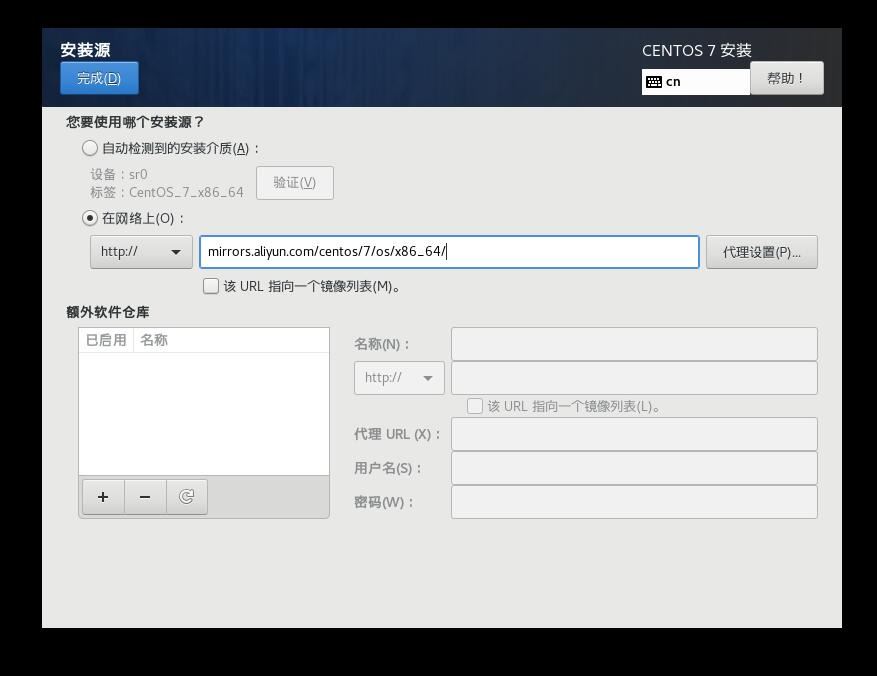 安装源
CENTOS 7 安装
完成(D)
cn
帮助！
您要使用哪个安装源？
自动检测到的安装介质(A)：
设备：sr0
标签：CentOS_7_x86_64
验证(V)
在网络上(O)：
http://
mirrors.aliyun.com/centos/7/os/x86_64/
代理设置(P)...
该 URL 指向一个镜像列表(M)。
额外软件仓库
已启用 名称
名称(N)：
http://
该 URL 指向一个镜像列表(L)。
代理 URL (X)：
用户名(S)：
密码(W)：